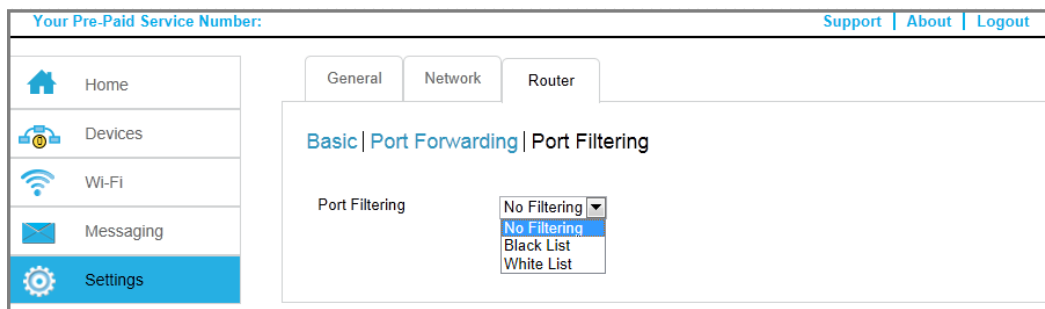 Your Pre-Paid Service Number:
Support | About | Logout
Home
Devices
Wi-Fi
Messaging
Settings
General
Network
Router
Basic | Port Forwarding | Port Filtering
Port Filtering
No Filtering
No Filtering
Black List
White List